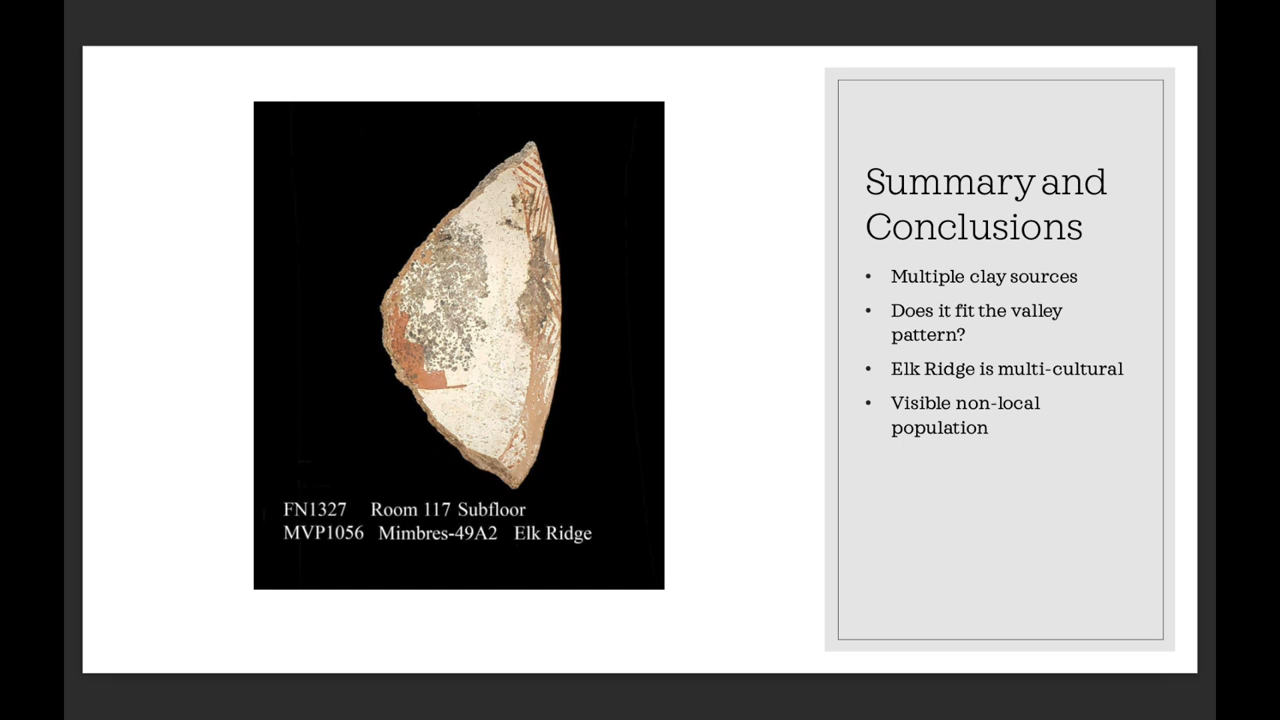 FN1327 Room 117 Subfloor
MVP1056 Mimbres-49A2 Elk Ridge
Summary and
Conclusions
• Multiple clay sources
• Does it fit the valley
pattern?
• Elk Ridge is multi-cultural
• Visible non-local
population